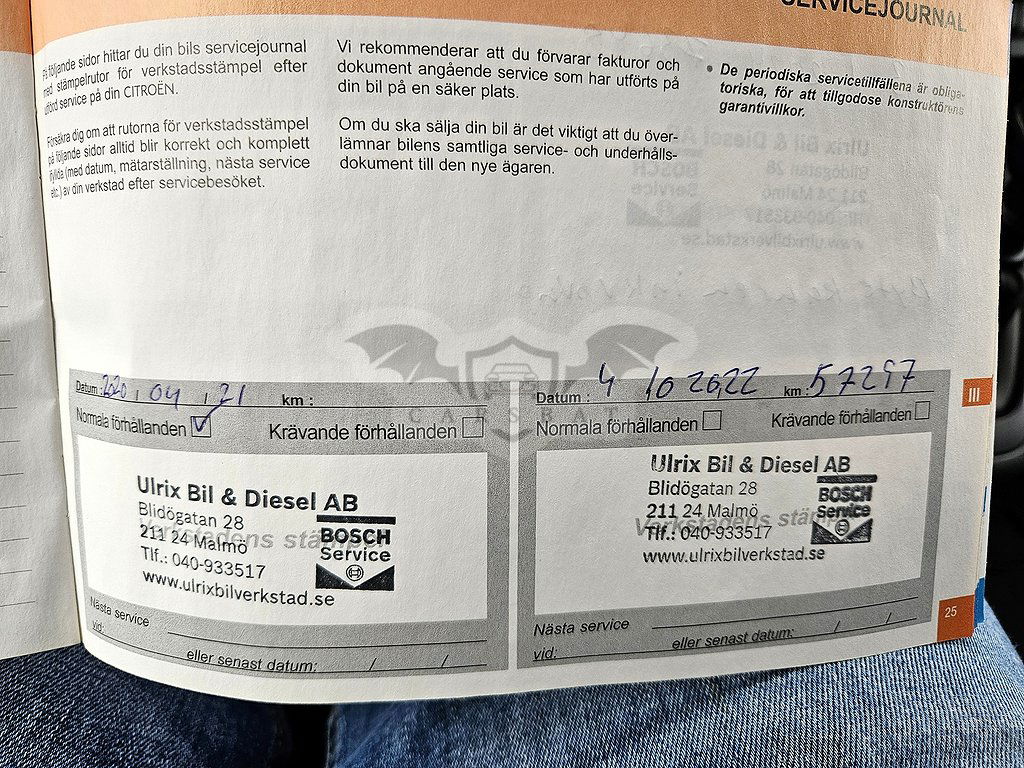 SERVICEJOURNAL
På följande sidor hittar du din bils servicejournal
med stämpelrutor för verkstadsstämpel efter
utförd service på din CITROËN.
Försäkra dig om att rutorna för verkstadsstämpel
på följande sidor alltid blir korrekt och komplett
ifyllda (med datum, mätarställning, nästa service
etc.) av din verkstad efter servicebesöket.
Vi rekommenderar att du förvarar fakturor och
dokument angående service som har utförts på
din bil på en säker plats.
Om du ska sälja din bil är det viktigt att du över-
lämnar bilens samtliga service- och underhålls-
dokument till den nye ägaren.
• De periodiska servicetillfällena är obliga-
toriska, för att tillgodose konstruktörens
garantivillkor.
CARSBAT
Datum : 2020 , 04 , 21 km :
Normala förhållanden Krävande förhållanden
Ulrix Bil & Diesel AB
Blidögatan 28
211 24 Malmö
Tlf.: 040-933517
www.ulrixbilverkstad.se
BOSCH
Service
Verkstadens stämpel
Nästa service
vid:
eller senast datum: / /
Datum : 4 10 2022 km : 57297
Normala förhållanden Krävande förhållanden
Ulrix Bil & Diesel AB
Blidögatan 28
211 24 Malmö
Tlf.: 040-933517
www.ulrixbilverkstad.se
BOSCH
Service
Verkstadens stämpel
Nästa service
vid:
eller senast datum: / /
III
25